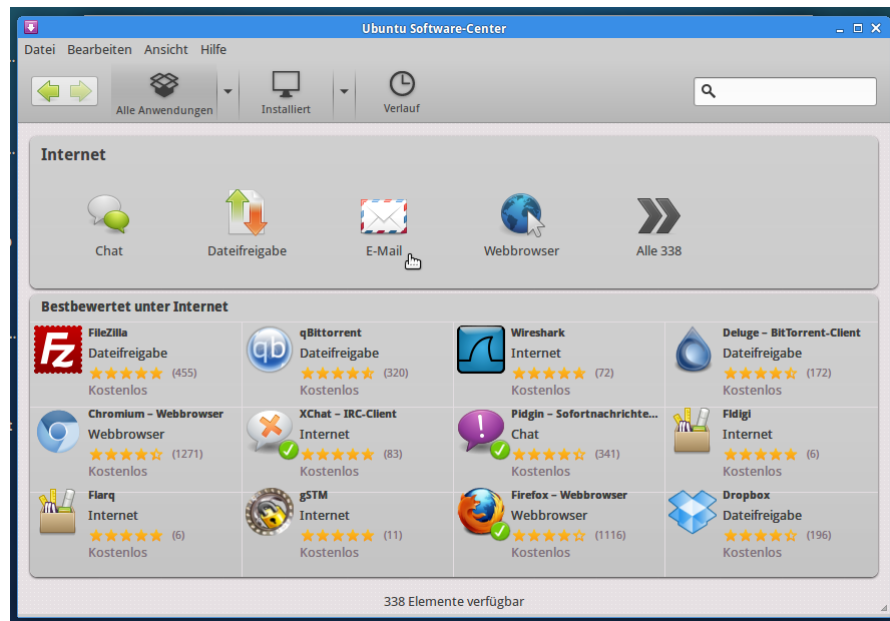 Ubuntu Software-Center
Datei Bearbeiten Ansicht Hilfe
Alle Anwendungen
Installiert
Verlauf
Internet
Chat
Dateifreigabe
E-Mail
Webbrowser
Alle 338
Bestbewertet unter Internet
FileZilla
Dateifreigabe
(455)
Kostenlos
qBittorrent
Dateifreigabe
(320)
Kostenlos
Wireshark
Internet
(72)
Kostenlos
Deluge – BitTorrent-Client
Dateifreigabe
(172)
Kostenlos
Chromium – Webbrowser
Webbrowser
(1271)
Kostenlos
XChat – IRC-Client
Internet
(83)
Kostenlos
Pidgin – Sofortnachrichte...
Chat
(341)
Kostenlos
Fldigi
Internet
(6)
Kostenlos
Flarq
Internet
(6)
Kostenlos
gSTM
Internet
(11)
Kostenlos
Firefox – Webbrowser
Webbrowser
(1116)
Kostenlos
Dropbox
Dateifreigabe
(196)
Kostenlos
338 Elemente verfügbar